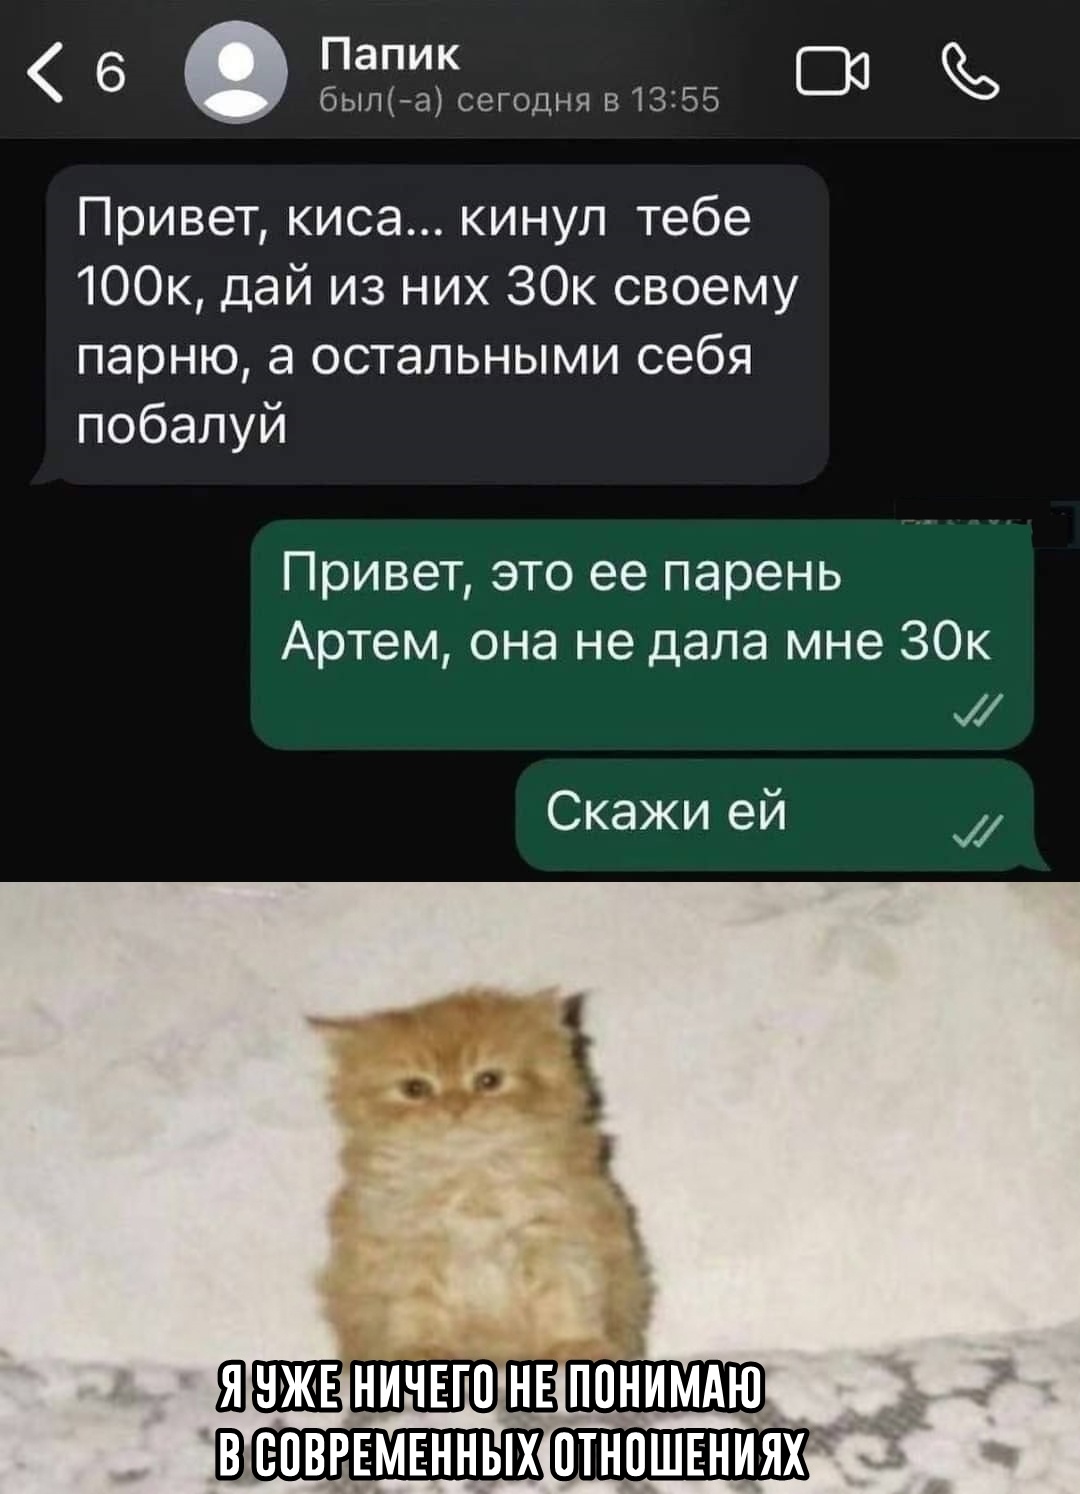 6
Папик
был(-а) сегодня в 13:55
Привет, киса... кинул тебе
100к, дай из них 30к своему
парню, а остальными себя
побалуй
Привет, это ее парень
Артем, она не дала мне 30к
Скажи ей
Я УЖЕ НИЧЕГО НЕ ПОНИМАЮ
В СОВРЕМЕННЫХ ОТНОШЕНИЯХ